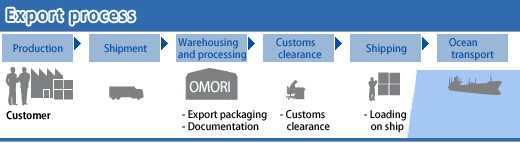 Export process
Production
Shipment
Warehousing
and processing
Customs
clearance
Shipping
Ocean
transport
OMORI
Customer
- Export packaging
- Documentation
- Customs
clearance
- Loading
on ship